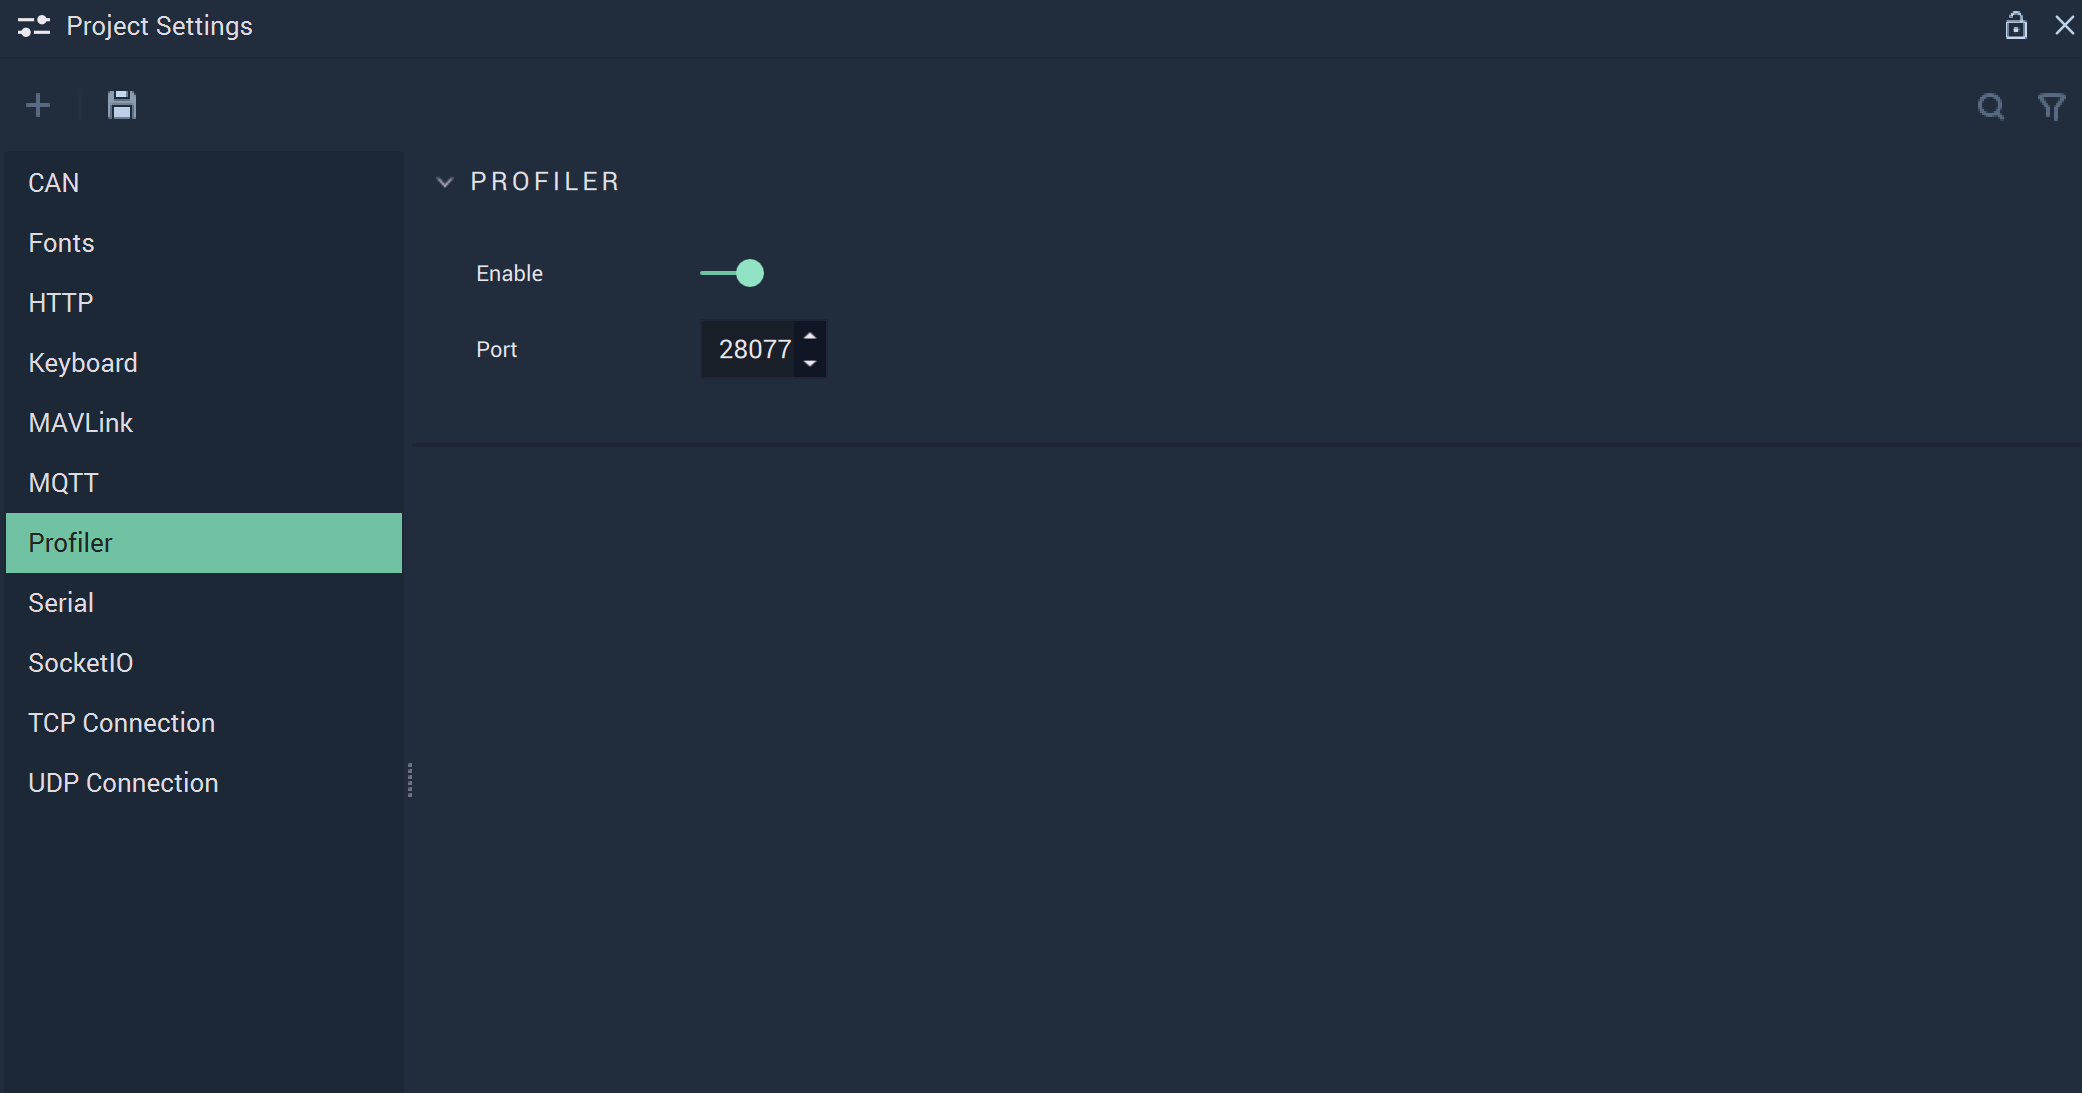 Project Settings
CAN
Fonts
HTTP
Keyboard
MAVLink
MQTT
Profiler
Serial
SocketIO
TCP Connection
UDP Connection
PROFILER
Enable
Port 28077